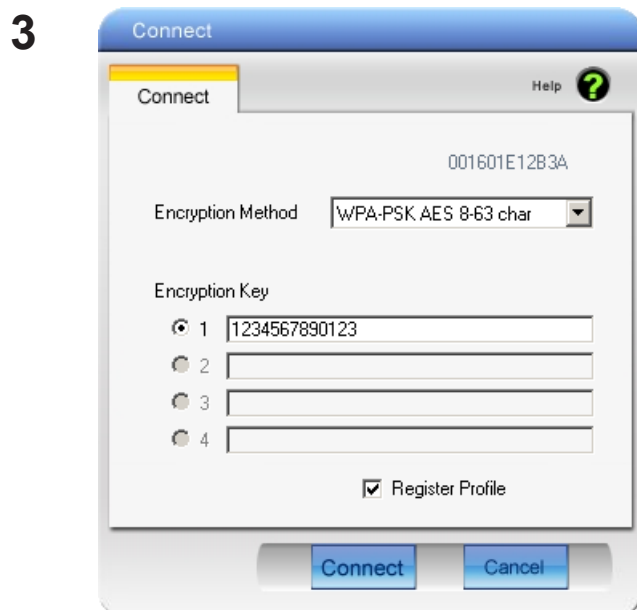 3
Connect
Connect
Help ?
001601E12B3A
Encryption Method WPA-PSK AES 8-63 char
Encryption Key
1 1234567890123
2
3
4
Register Profile
Connect Cancel